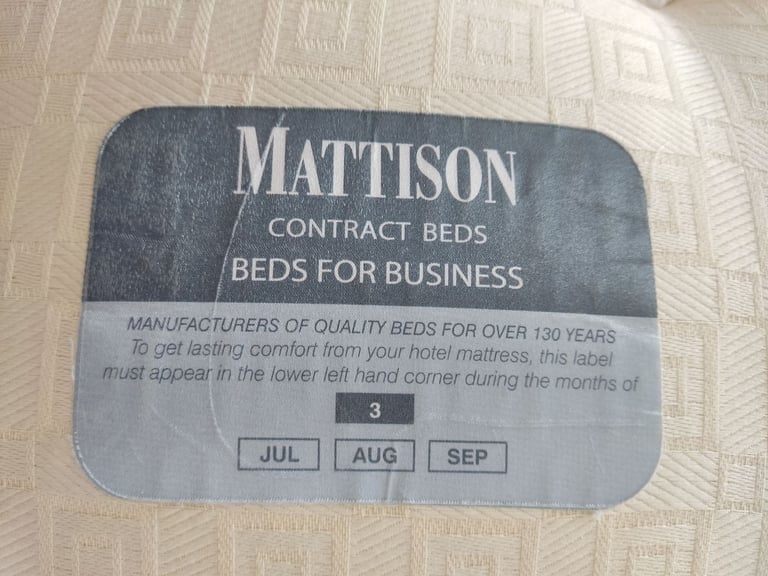 MATTISON
CONTRACT BEDS
BEDS FOR BUSINESS
MANUFACTURERS OF QUALITY BEDS FOR OVER 130 YEARS
To get lasting comfort from your hotel mattress, this label
must appear in the lower left hand corner during the months of
3
JUL AUG SEP